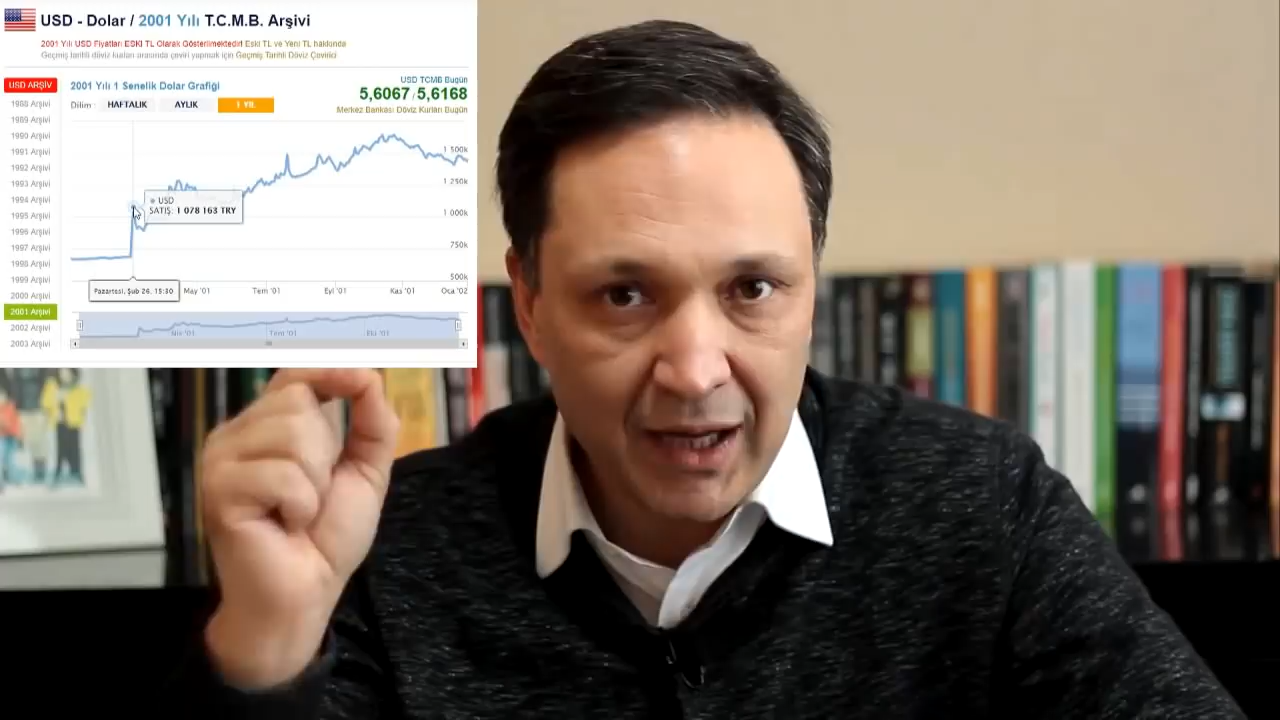 USD - Dolar / 2001 Yılı T.C.M.B. Arşivi
2001 Yılı USD Fiyatları ESKİ TL Olarak Gösterilmektedir! Eski TL ve Yeni TL hakkında
Geçmiş tarihli döviz kurları arasında çeviri yapmak için Geçmiş Tarihli Döviz Çevirici
USD ARŞİV
1988 Arşivi
1989 Arşivi
1990 Arşivi
1991 Arşivi
1992 Arşivi
1993 Arşivi
1994 Arşivi
1995 Arşivi
1996 Arşivi
1997 Arşivi
1998 Arşivi
1999 Arşivi
2000 Arşivi
2001 Arşivi
2002 Arşivi
2003 Arşivi
2001 Yılı 1 Senelik Dolar Grafiği
USD TCMB Bugün
5,6067 / 5,6168
Merkez Bankası Döviz Kurları Bugün
Dilim : HAFTALIK AYLIK 1 YIL
1 500k
1 250k
1 000k
750k
500k
USD
SATIŞ: 1 078 163 TRY
Pazartesi, Şub 26, 15:30
May '01 Tem '01 Eyl '01 Kas '01 Oca '02
Nis '01 Tem '01 Eki '01